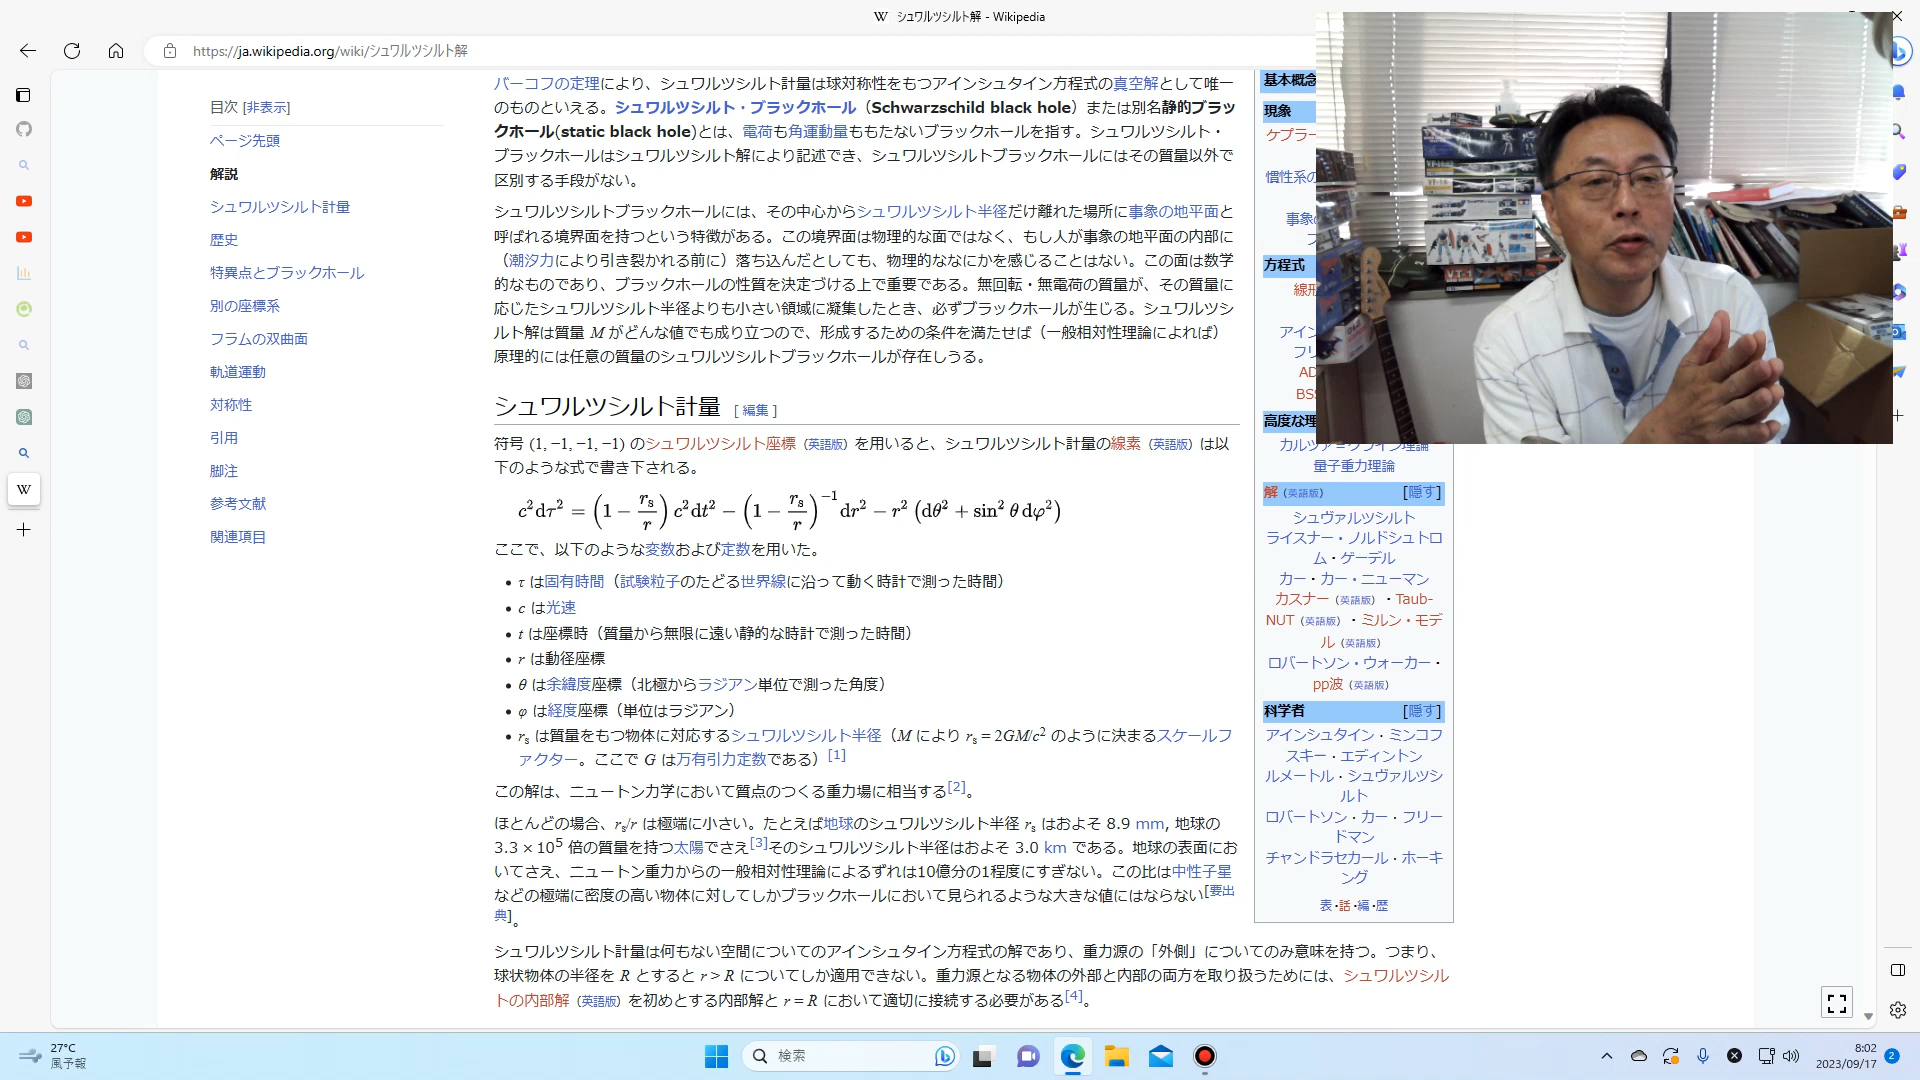 シュワルツシルト解 - Wikipedia
https://ja.wikipedia.org/wiki/シュワルツシルト解
目次 [非表示]
ページ先頭
解説
シュワルツシルト計量
歴史
特異点とブラックホール
別の座標系
フラムの双曲面
軌道運動
対称性
引用
脚注
参考文献
関連項目
バーコフの定理により、シュワルツシルト計量は球対称性をもつアインシュタイン方程式の真空解として唯一
のものといえる。シュワルツシルト・ブラックホール（Schwarzschild black hole）または別名静的ブラッ
クホール(static black hole)とは、電荷も角運動量ももたないブラックホールを指す。シュワルツシルト・
ブラックホールはシュワルツシルト解により記述でき、シュワルツシルトブラックホールにはその質量以外で
区別する手段がない。
シュワルツシルトブラックホールには、その中心からシュワルツシルト半径だけ離れた場所に事象の地平面と
呼ばれる境界面を持つという特徴がある。この境界面は物理的な面ではなく、もし人が事象の地平面の内部に
（潮汐力により引き裂かれる前に）落ち込んだとしても、物理的ななにかを感じることはない。この面は数学
的なものであり、ブラックホールの性質を決定づける上で重要である。無回転・無電荷の質量が、その質量に
応じたシュワルツシルト半径よりも小さい領域に凝集したとき、必ずブラックホールが生じる。シュワルツシ
ルト解は質量 M がどんな値でも成り立つので、形成するための条件を満たせば（一般相対性理論によれば）
原理的には任意の質量のシュワルツシルトブラックホールが存在しうる。
シュワルツシルト計量 [ 編集 ]
符号 (1, −1, −1, −1) のシュワルツシルト座標（英語版）を用いると、シュワルツシルト計量の線素（英語版）は以
下のような式で書き下される。
c²dτ² = (1 − rs/r) c²dt² − (1 − rs/r)⁻¹ dr² − r² (dθ² + sin² θ dφ²)
ここで、以下のような変数および定数を用いた。
• τ は固有時間（試験粒子のたどる世界線に沿って動く時計で測った時間）
• c は光速
• t は座標時（質量から無限に遠い静的な時計で測った時間）
• r は動径座標
• θ は余緯度座標（北極からラジアン単位で測った角度）
• φ は経度座標（単位はラジアン）
• rs は質量をもつ物体に対応するシュワルツシルト半径（M により rs = 2GM/c² のように決まるスケールフ
ァクター。ここで G は万有引力定数である）[1]
この解は、ニュートン力学において質点のつくる重力場に相当する[2]。
ほとんどの場合、rs/r は極端に小さい。たとえば地球のシュワルツシルト半径 rs はおよそ 8.9 mm, 地球の
3.3 × 10⁵ 倍の質量を持つ太陽でさえ[3]そのシュワルツシルト半径はおよそ 3.0 km である。地球の表面にお
いてさえ、ニュートン重力からの一般相対性理論によるずれは10億分の1程度にすぎない。この比は中性子星
などの極端に密度の高い物体に対してしかブラックホールにおいて見られるような大きな値にはならない[要出
典]。
シュワルツシルト計量は何もない空間についてのアインシュタイン方程式の解であり、重力源の「外側」についてのみ意味を持つ。つまり、
球状物体の半径を R とすると r > R についてしか適用できない。重力源となる物体の外部と内部の両方を取り扱うためには、シュワルツシル
トの内部解（英語版）を初めとする内部解と r = R において適切に接続する必要がある[4]。
基本概念
現象
ケプラー
慣性系の
事象の
方程式
線形
アイン
フリ
AD
BSS
高度な理
カルツァ=クライン理論
量子重力理論
解（英語版） [隠す]
シュヴァルツシルト
ライスナー・ノルドシュトロ
ム・ゲーデル
カー・カー・ニューマン
カスナー（英語版）・Taub-
NUT（英語版）・ミルン・モデ
ル（英語版）
ロバートソン・ウォーカー・
pp波（英語版）
科学者 [隠す]
アインシュタイン・ミンコフ
スキー・エディントン
ルメートル・シュヴァルツシ
ルト
ロバートソン・カー・フリー
ドマン
チャンドラセカール・ホーキ
ング
表・話・編・歴
27°C
風予報
検索
8:02
2023/09/17
2